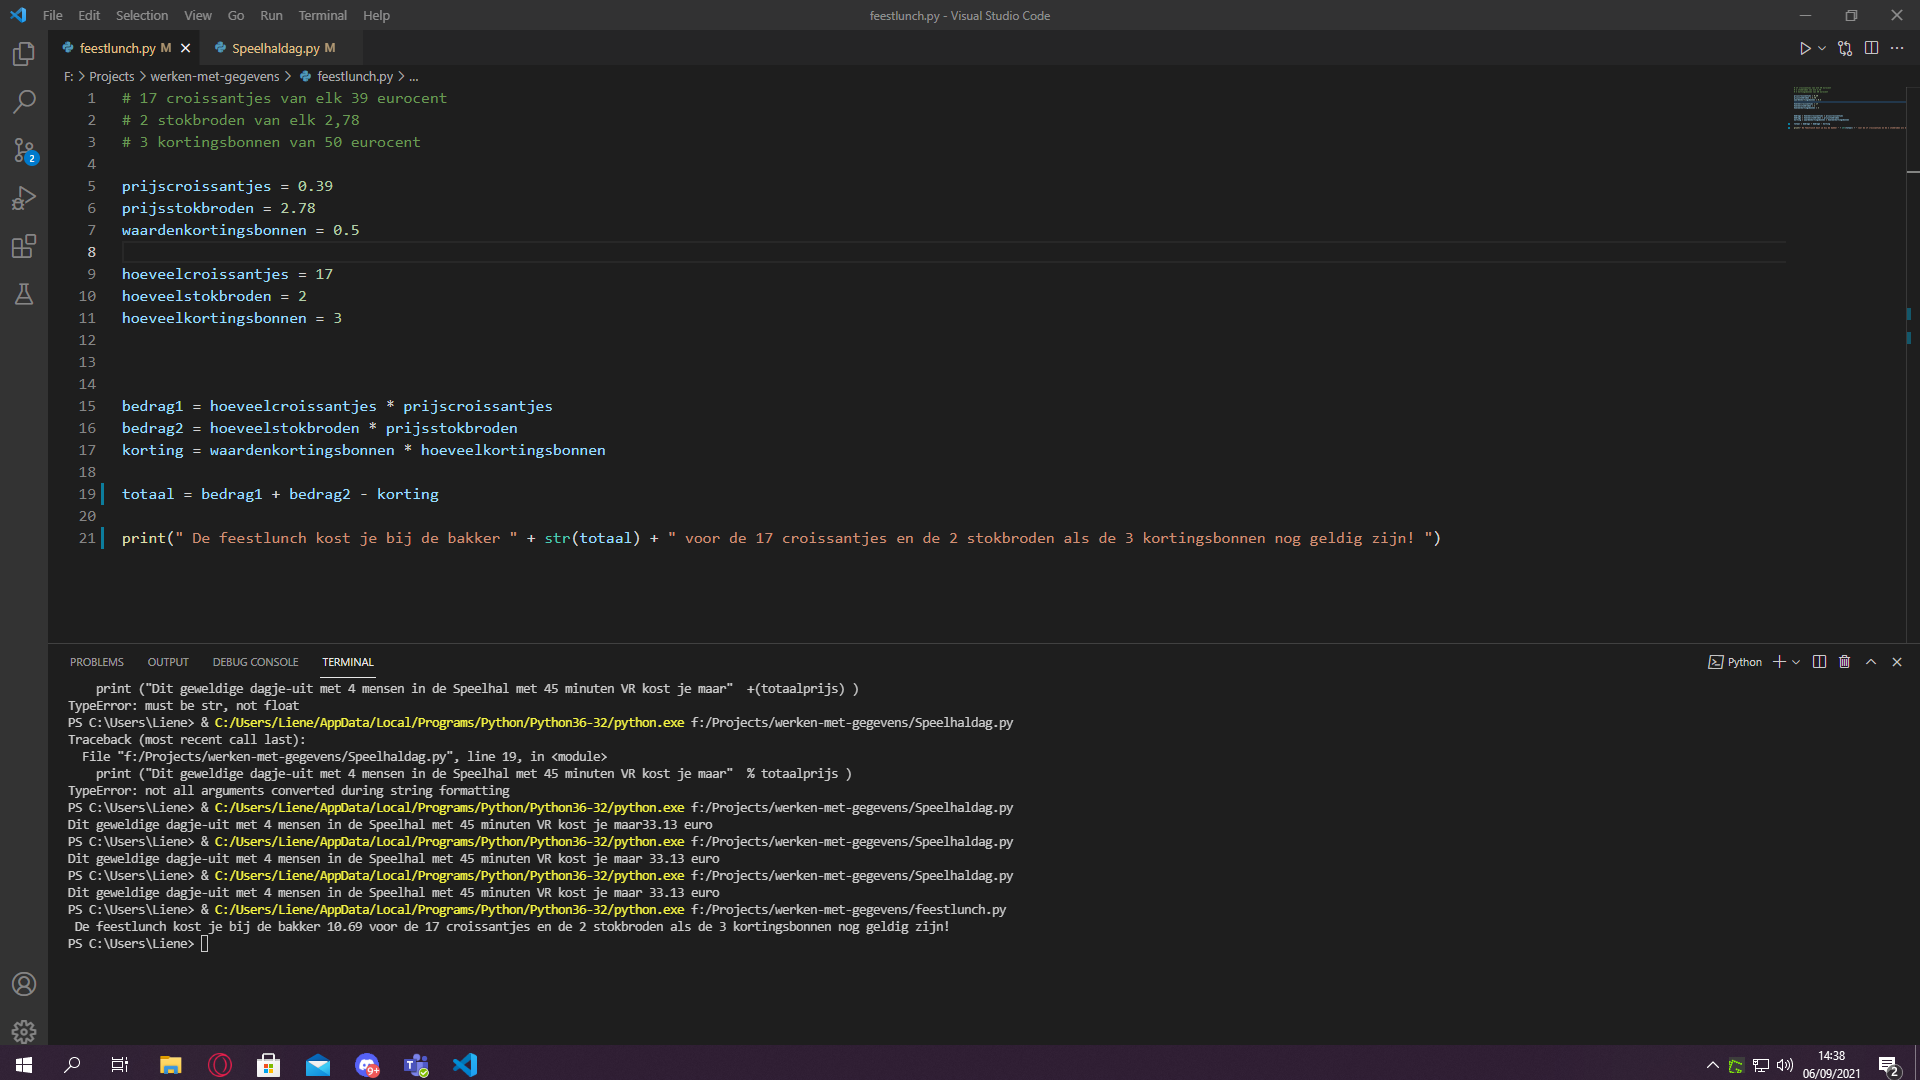 File Edit Selection View Go Run Terminal Help
feestlunch.py - Visual Studio Code
feestlunch.py M
Speelhaldag.py M
F: > Projects > werken-met-gegevens > feestlunch.py > ...
1 # 17 croissantjes van elk 39 eurocent
2 # 2 stokbroden van elk 2,78
3 # 3 kortingsbonnen van 50 eurocent
4
5 prijscroissantjes = 0.39
6 prijsstokbroden = 2.78
7 waardenkortingsbonnen = 0.5
8
9 hoeveelcroissantjes = 17
10 hoeveelstokbroden = 2
11 hoeveelkortingsbonnen = 3
12
13
14
15 bedrag1 = hoeveelcroissantjes * prijscroissantjes
16 bedrag2 = hoeveelstokbroden * prijsstokbroden
17 korting = waardenkortingsbonnen * hoeveelkortingsbonnen
18
19 totaal = bedrag1 + bedrag2 - korting
20
21 print(" De feestlunch kost je bij de bakker " + str(totaal) + " voor de 17 croissantjes en de 2 stokbroden als de 3 kortingsbonnen nog geldig zijn! ")
2
PROBLEMS OUTPUT DEBUG CONSOLE TERMINAL
Python
print ("Dit geweldige dagje-uit met 4 mensen in de Speelhal met 45 minuten VR kost je maar"  +(totaalprijs) )
TypeError: must be str, not float
PS C:\Users\Liene> & C:/Users/Liene/AppData/Local/Programs/Python/Python36-32/python.exe f:/Projects/werken-met-gegevens/Speelhaldag.py
Traceback (most recent call last):
File "f:/Projects/werken-met-gegevens/Speelhaldag.py", line 19, in <module>
print ("Dit geweldige dagje-uit met 4 mensen in de Speelhal met 45 minuten VR kost je maar"  % totaalprijs )
TypeError: not all arguments converted during string formatting
PS C:\Users\Liene> & C:/Users/Liene/AppData/Local/Programs/Python/Python36-32/python.exe f:/Projects/werken-met-gegevens/Speelhaldag.py
Dit geweldige dagje-uit met 4 mensen in de Speelhal met 45 minuten VR kost je maar33.13 euro
PS C:\Users\Liene> & C:/Users/Liene/AppData/Local/Programs/Python/Python36-32/python.exe f:/Projects/werken-met-gegevens/Speelhaldag.py
Dit geweldige dagje-uit met 4 mensen in de Speelhal met 45 minuten VR kost je maar 33.13 euro
PS C:\Users\Liene> & C:/Users/Liene/AppData/Local/Programs/Python/Python36-32/python.exe f:/Projects/werken-met-gegevens/Speelhaldag.py
Dit geweldige dagje-uit met 4 mensen in de Speelhal met 45 minuten VR kost je maar 33.13 euro
PS C:\Users\Liene> & C:/Users/Liene/AppData/Local/Programs/Python/Python36-32/python.exe f:/Projects/werken-met-gegevens/feestlunch.py
De feestlunch kost je bij de bakker 10.69 voor de 17 croissantjes en de 2 stokbroden als de 3 kortingsbonnen nog geldig zijn!
PS C:\Users\Liene>
9+
14:38
06/09/2021
2